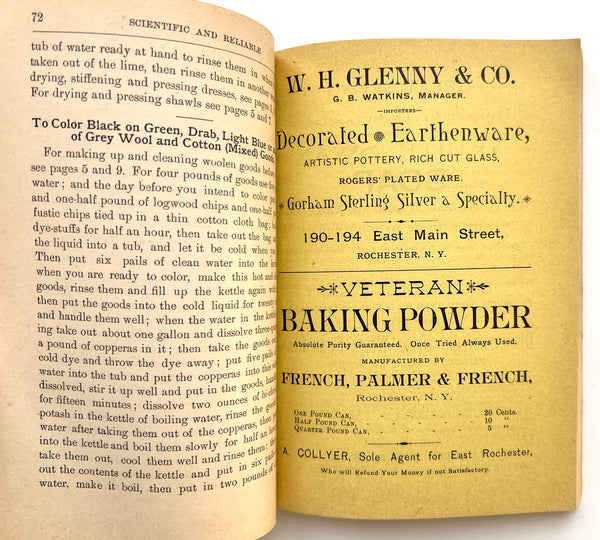 72 SCIENTIFIC AND RELIABLE
tub of water ready at hand to rinse them in when
taken out of the lime, then rinse them in another
drying, stiffening and pressing dresses, see pages
For drying and pressing shawls see pages 5 and 7.
To Color Black on Green, Drab, Light Blue or
of Grey Wool and Cotton (Mixed) Goods
For making up and cleaning woolen goods before
see pages 5 and 9. For four pounds of goods use
water; and the day before you intend to color
and one-half pound of logwood chips and one-half
fustic chips tied up in a thin cotton cloth bag;
dye-stuffs for half an hour, then take out the bag
the liquid into a tub, and let it be cold when
Then put six pails of clean water into the
when you are ready to color, make this hot and
goods, rinse them and fill up the kettle again
then put the goods into the cold liquid for twenty
and handle them well; when the water in the kettle
ing take out about one gallon and dissolve three-
a pound of copperas in it; then take the goods
cold dye and throw the dye away; put five pails
water into the tub and put the copperas into this
dissolved, stir it well and put in the goods, handle
for fifteen minutes; dissolve two ounces of bi-
potash in the kettle of boiling water, rinse the goods
water after taking them out of the copperas, then
into the kettle and boil them slowly for half an hour
take them out, cool them well and rinse them,
out the contents of the kettle and put in six pails
water, make it boil, then put in two pounds of
W. H. GLENNY & CO.
G. B. WATKINS, MANAGER.
—IMPORTERS—
Decorated Earthenware,
ARTISTIC POTTERY, RICH CUT GLASS,
ROGERS' PLATED WARE.
Gorham Sterling Silver a Specialty.
190-194 East Main Street,
ROCHESTER, N. Y.
VETERAN
BAKING POWDER
Absolute Purity Guaranteed. Once Tried Always Used.
MANUFACTURED BY
FRENCH, PALMER & FRENCH,
Rochester, N. Y.
ONE POUND CAN, 20 Cents.
HALF POUND CAN, 10 "
QUARTER POUND CAN, 5 "
A. COLLYER, Sole Agent for East Rochester,
Who will Refund Your Money if not Satisfactory.